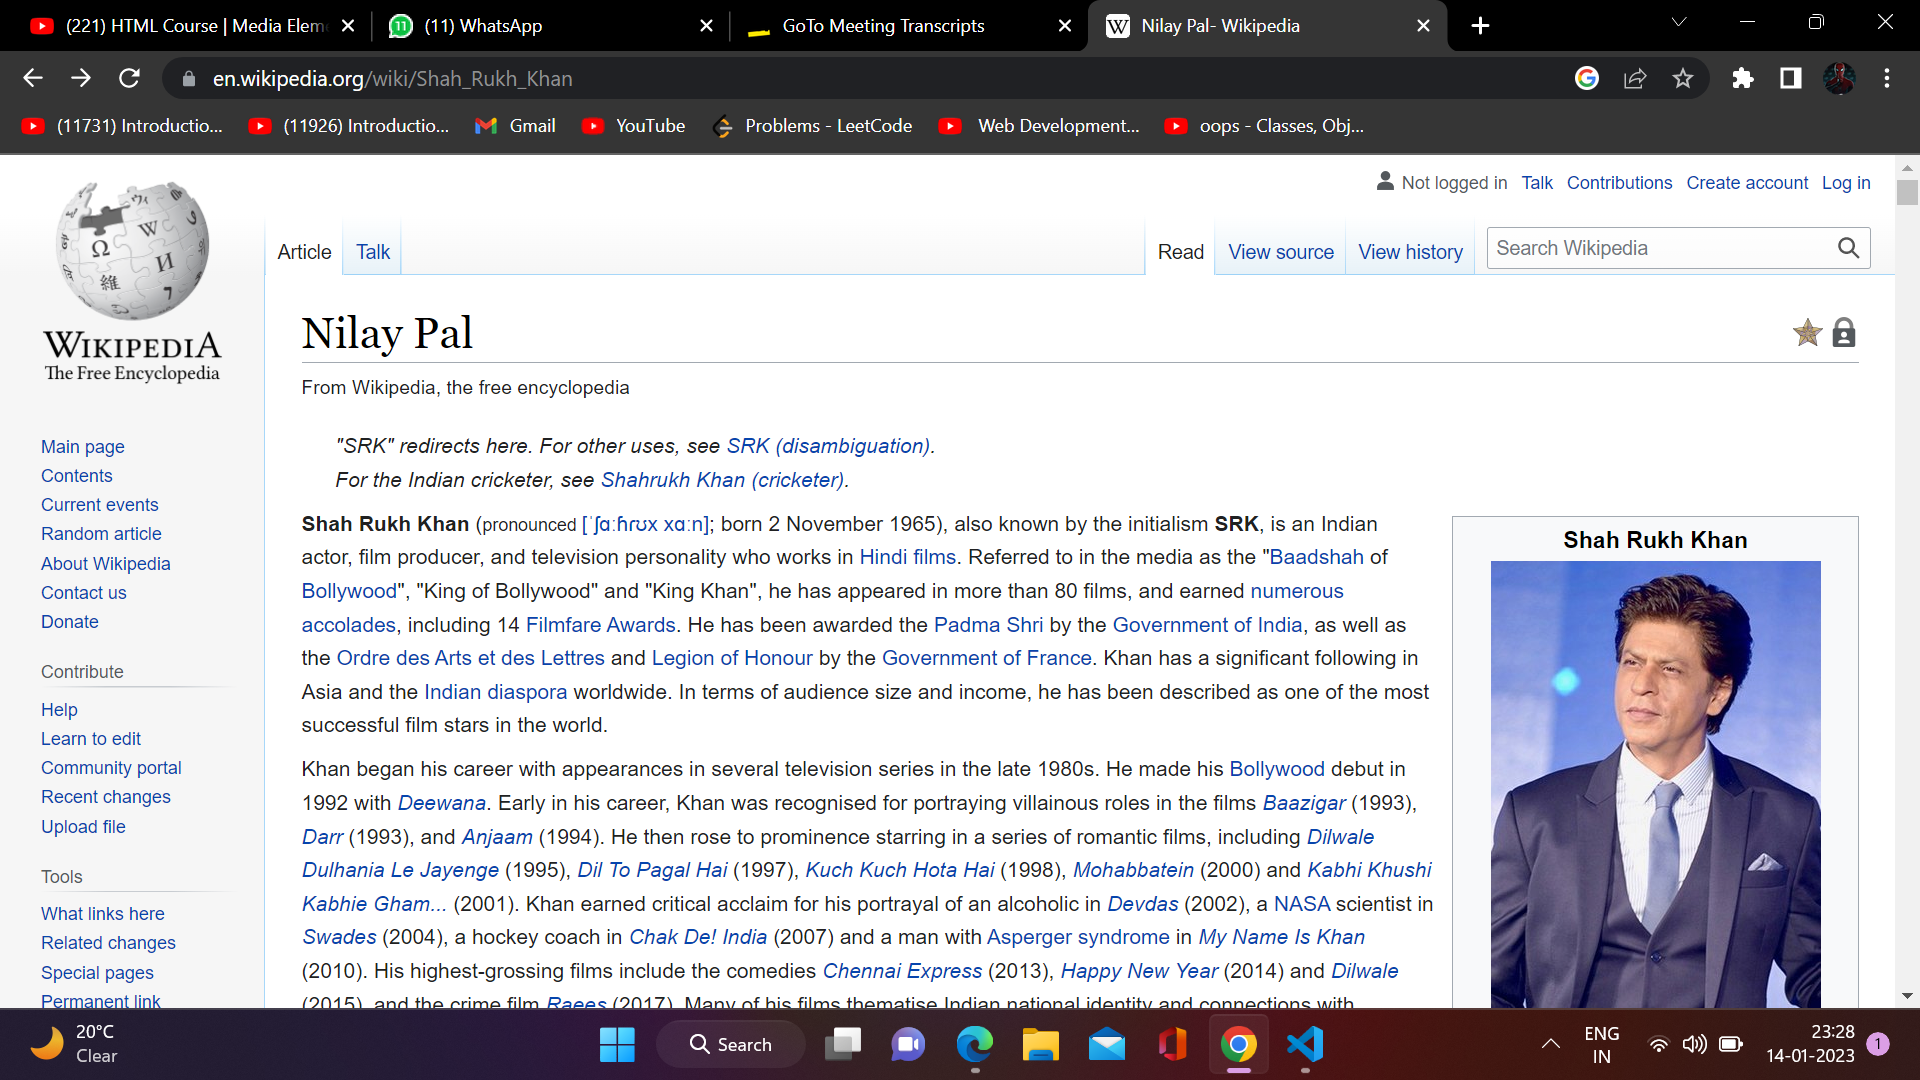 (221) HTML Course | Media Elem
(11) WhatsApp
GoTo Meeting Transcripts
Nilay Pal- Wikipedia
en.wikipedia.org/wiki/Shah_Rukh_Khan
(11731) Introductio...
(11926) Introductio...
Gmail
YouTube
Problems - LeetCode
Web Development...
oops - Classes, Obj...
Not logged in Talk Contributions Create account Log in
WIKIPEDIA
The Free Encyclopedia
Article Talk
Read View source View history
Search Wikipedia
Nilay Pal
From Wikipedia, the free encyclopedia
"SRK" redirects here. For other uses, see SRK (disambiguation).
For the Indian cricketer, see Shahrukh Khan (cricketer).
Shah Rukh Khan (pronounced [ˈʃɑːɦrʊx xɑːn]; born 2 November 1965), also known by the initialism SRK, is an Indian
actor, film producer, and television personality who works in Hindi films. Referred to in the media as the "Baadshah of
Bollywood", "King of Bollywood" and "King Khan", he has appeared in more than 80 films, and earned numerous
accolades, including 14 Filmfare Awards. He has been awarded the Padma Shri by the Government of India, as well as
the Ordre des Arts et des Lettres and Legion of Honour by the Government of France. Khan has a significant following in
Asia and the Indian diaspora worldwide. In terms of audience size and income, he has been described as one of the most
successful film stars in the world.
Khan began his career with appearances in several television series in the late 1980s. He made his Bollywood debut in
1992 with Deewana. Early in his career, Khan was recognised for portraying villainous roles in the films Baazigar (1993),
Darr (1993), and Anjaam (1994). He then rose to prominence starring in a series of romantic films, including Dilwale
Dulhania Le Jayenge (1995), Dil To Pagal Hai (1997), Kuch Kuch Hota Hai (1998), Mohabbatein (2000) and Kabhi Khushi
Kabhie Gham... (2001). Khan earned critical acclaim for his portrayal of an alcoholic in Devdas (2002), a NASA scientist in
Swades (2004), a hockey coach in Chak De! India (2007) and a man with Asperger syndrome in My Name Is Khan
(2010). His highest-grossing films include the comedies Chennai Express (2013), Happy New Year (2014) and Dilwale
(2015), and the crime film Raees (2017). Many of his films thematise Indian national identity and connections with
Shah Rukh Khan
Main page
Contents
Current events
Random article
About Wikipedia
Contact us
Donate
Contribute
Help
Learn to edit
Community portal
Recent changes
Upload file
Tools
What links here
Related changes
Special pages
Permanent link
20°C
Clear
Search
ENG
IN
23:28
14-01-2023
1